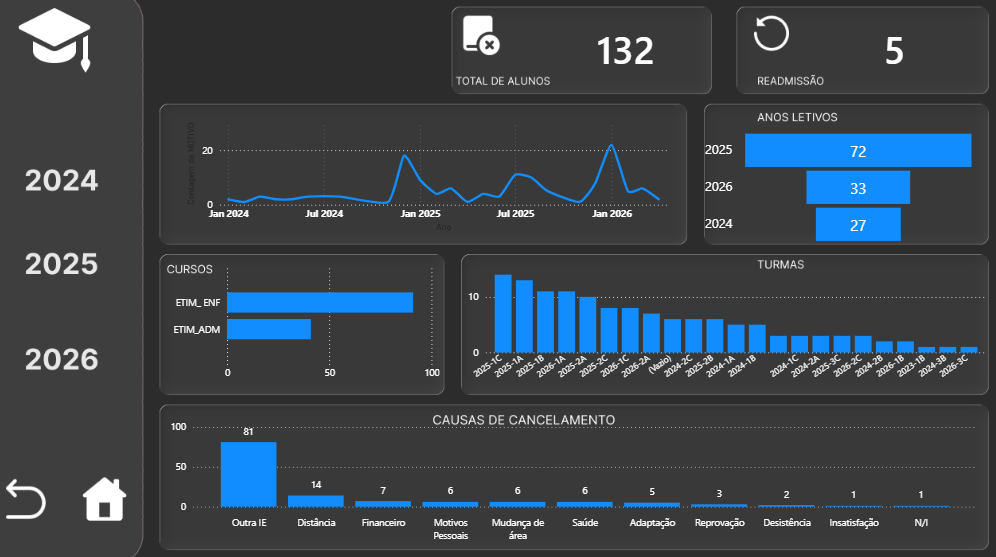 132
TOTAL DE ALUNOS
5
READMISSÃO
2024
2025
2026
Contagem de MOTIVO
20
0
Jan 2024
Jul 2024
Jan 2025
Jul 2025
Jan 2026
Ano
ANOS LETIVOS
2025
72
2026
33
2024
27
CURSOS
ETIM_ ENF
ETIM_ADM
0
50
100
TURMAS
10
0
2025-1C
2025-1A
2025-1B
2026-1A
2025-2A
2025-2C
2026-1C
2026-2A
(Vazio)
2024-2C
2025-2B
2024-1A
2024-1B
2024-1C
2024-2A
2025-3C
2026-2C
2024-2B
2026-1B
2023-1B
2024-3B
2026-3C
CAUSAS DE CANCELAMENTO
100
50
0
81
14
7
6
6
6
5
3
2
1
1
Outra IE
Distância
Financeiro
Motivos
Pessoais
Mudança de
área
Saúde
Adaptação
Reprovação
Desistência
Insatisfação
N/I